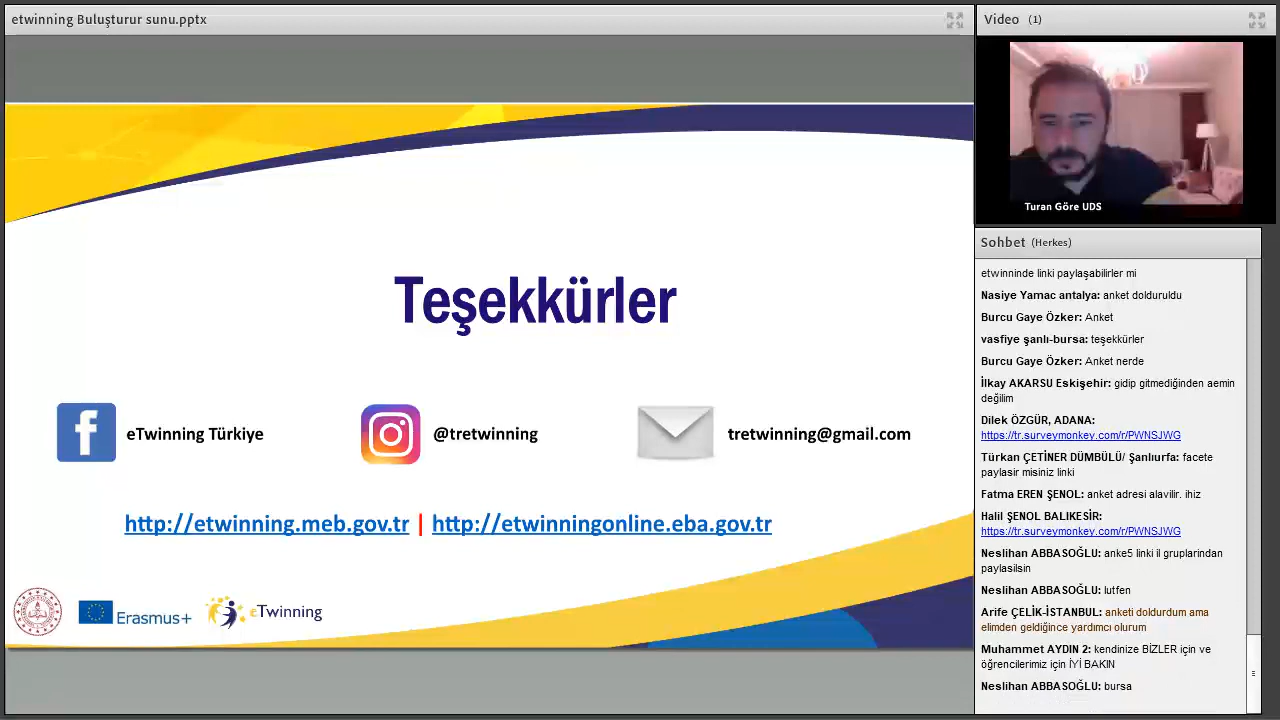 etwinning Buluşturur sunu.pptx
Teşekkürler
eTwinning Türkiye
@tretwinning
tretwinning@gmail.com
http://etwinning.meb.gov.tr | http://etwinningonline.eba.gov.tr
Erasmus+
eTwinning
Video (1)
Turan Göre UDS
Sohbet (Herkes)
etwinninde linki paylaşabilirler mi
Nasiye Yamac antalya: anket dolduruldu
Burcu Gaye Özker: Anket
vasfiye şanlı-bursa: teşekkürler
Burcu Gaye Özker: Anket nerde
İlkay AKARSU Eskişehir: gidip gitmediğinden aemin
değilim
Dilek ÖZGÜR, ADANA:
https://tr.surveymonkey.com/r/PWNSJWG
Türkan ÇETİNER DÜMBÜLÜ/ Şanlıurfa: facete
paylasir misiniz linki
Fatma EREN ŞENOL: anket adresi alavilir. ihiz
Halil ŞENOL BALIKESİR:
https://tr.surveymonkey.com/r/PWNSJWG
Neslihan ABBASOĞLU: anke5 linki il gruplarindan
paylasilsin
Neslihan ABBASOĞLU: lutfen
Arife ÇELİK-İSTANBUL: anketi doldurdum ama
elimden geldiğince yardımcı olurum
Muhammet AYDIN 2: kendinize BİZLER için ve
öğrencilerimiz için İYİ BAKIN
Neslihan ABBASOĞLU: bursa